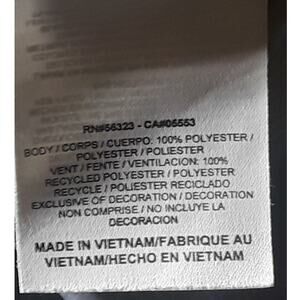 RN#56323 - CA#05553
BODY / CORPS / CUERPO: 100% POLYESTER /
POLYESTER / POLIESTER
VENT / FENTE / VENTILACION: 100%
RECYCLED POLYESTER / POLYESTER
RECYCLE / POLIESTER RECICLADO
EXCLUSIVE OF DECORATION / DECORATION
NON COMPRISE / NO INCLUYE LA
DECORACION
MADE IN VIETNAM/FABRIQUE AU
VIETNAM/HECHO EN VIETNAM